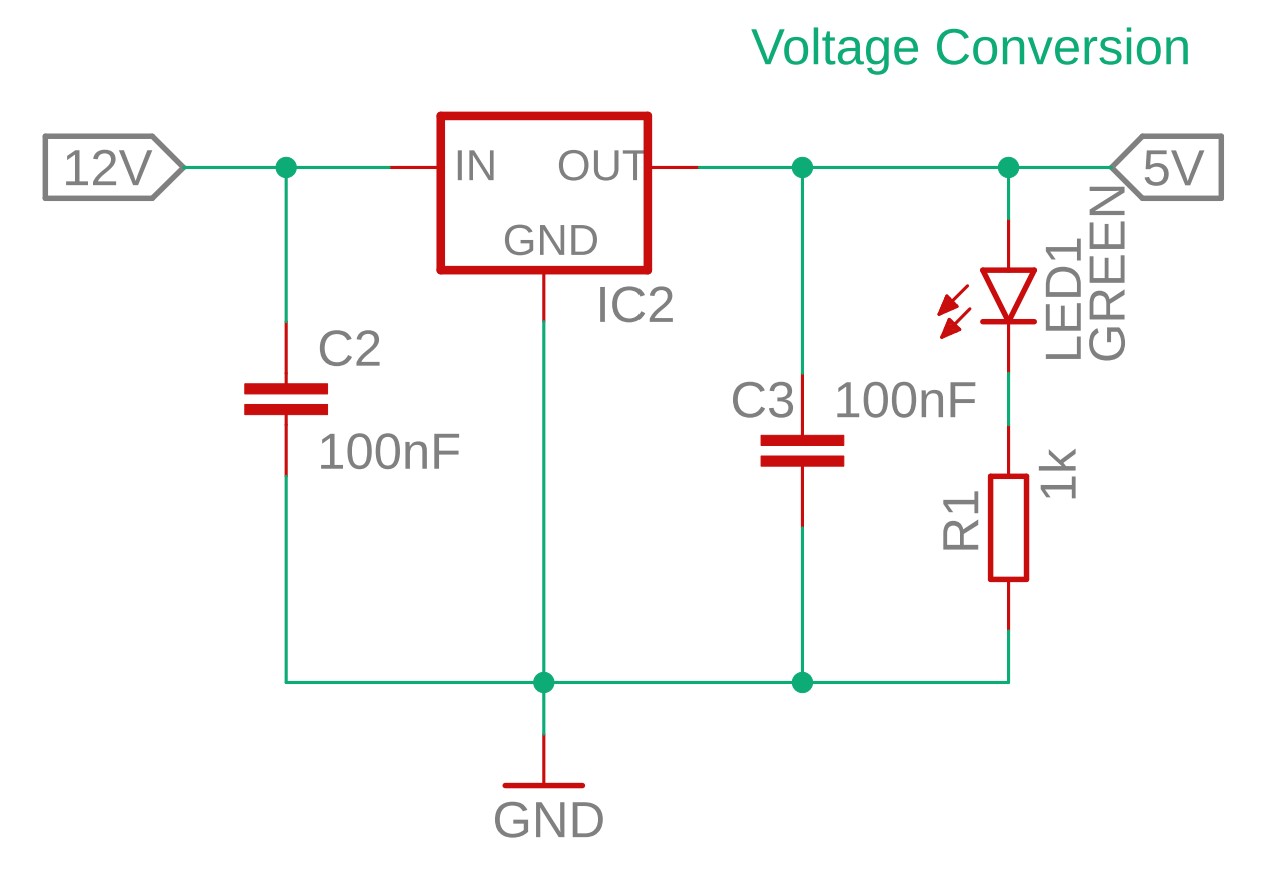 Voltage Conversion
12V
IN
OUT
5V
GND
IC2
LED1
GREEN
C2
100nF
C3
100nF
R1
1k
GND